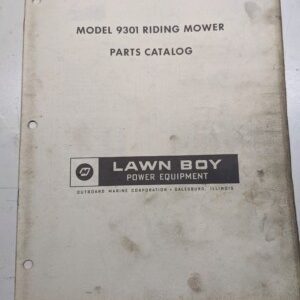 MODEL 9301 RIDING MOWER
PARTS CATALOG
LAWN BOY
POWER EQUIPMENT
OUTBOARD MARINE CORPORATION • GALESBURG, ILLINOIS